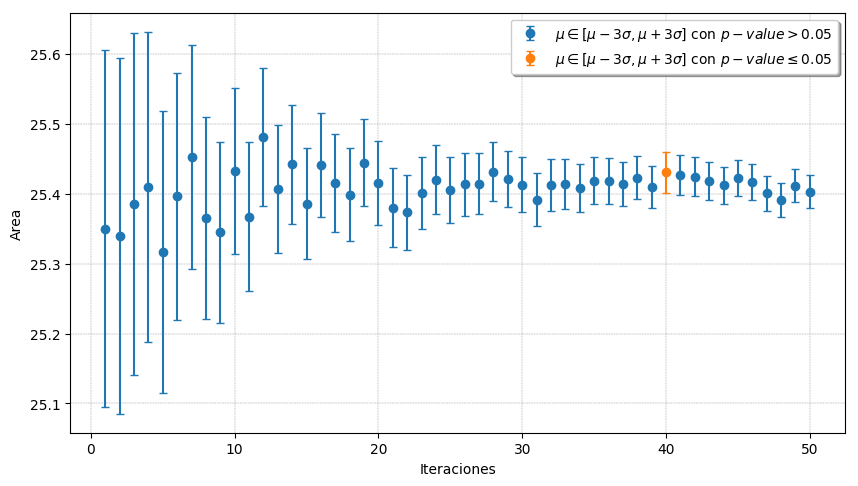 μ ∈ [μ − 3σ, μ + 3σ] con p − value > 0.05
μ ∈ [μ − 3σ, μ + 3σ] con p − value ≤ 0.05
25.6
25.5
25.4
25.3
25.2
25.1
Area
0 10 20 30 40 50
Iteraciones